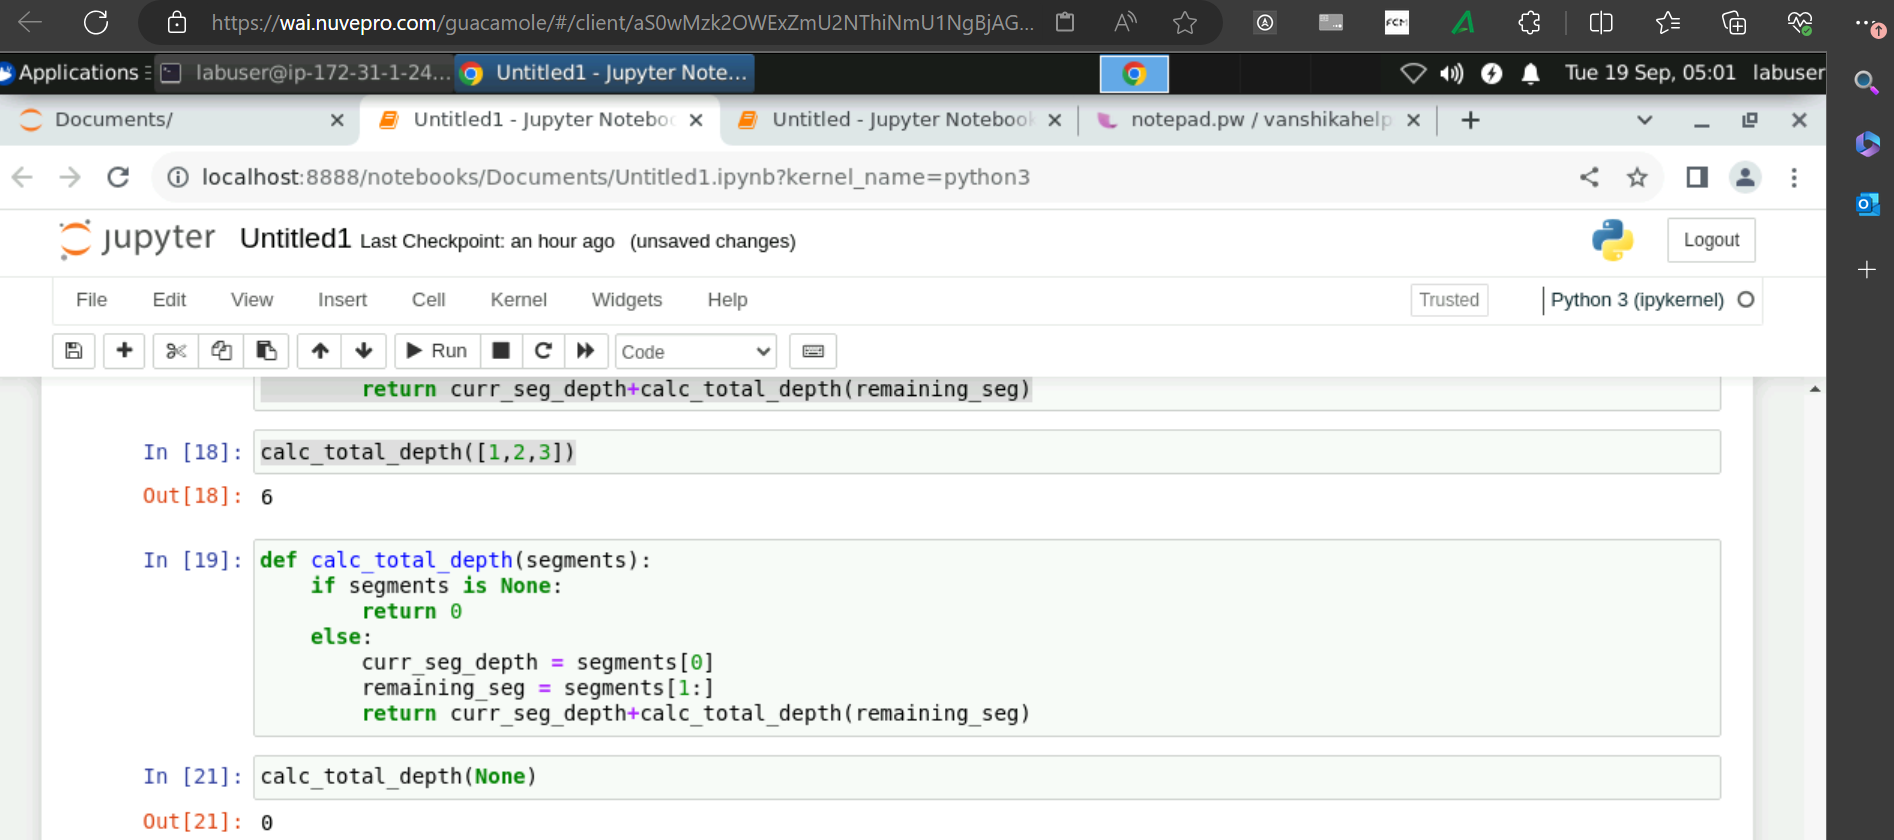 https://wai.nuvepro.com/guacamole/#/client/aS0wMzk2OWExZmU2NThiNmU1NgBjAG...
FCM
Applications
labuser@ip-172-31-1-24...
Untitled1 - Jupyter Note...
Tue 19 Sep, 05:01
labuser
Documents/
Untitled1 - Jupyter Noteboo
Untitled - Jupyter Notebook
notepad.pw / vanshikahelp
localhost:8888/notebooks/Documents/Untitled1.ipynb?kernel_name=python3
jupyter Untitled1 Last Checkpoint: an hour ago (unsaved changes)
Logout
File Edit View Insert Cell Kernel Widgets Help
Trusted
Python 3 (ipykernel)
Run
Code
return curr_seg_depth+calc_total_depth(remaining_seg)
In [18]: calc_total_depth([1,2,3])
Out[18]: 6
In [19]: def calc_total_depth(segments):
if segments is None:
return 0
else:
curr_seg_depth = segments[0]
remaining_seg = segments[1:]
return curr_seg_depth+calc_total_depth(remaining_seg)
In [21]: calc_total_depth(None)
Out[21]: 0